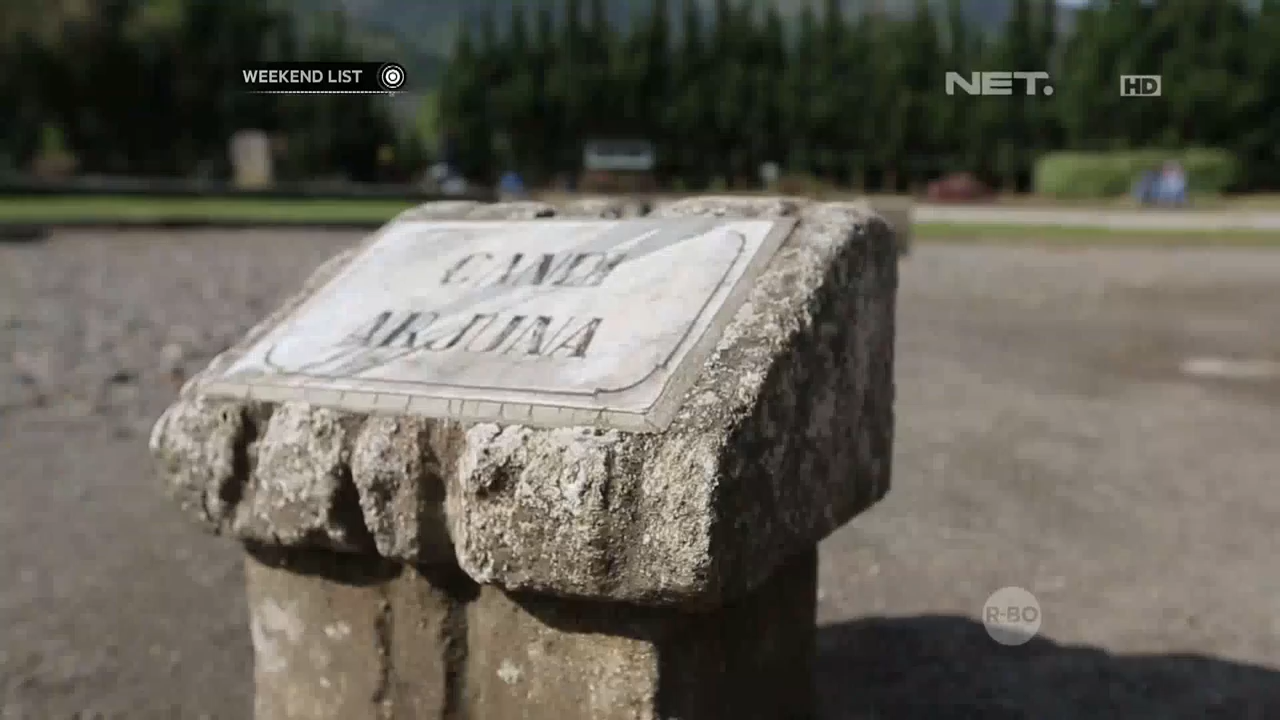 WEEKEND LIST
NET.
HD
CANDI
ARJUNA
R-BO